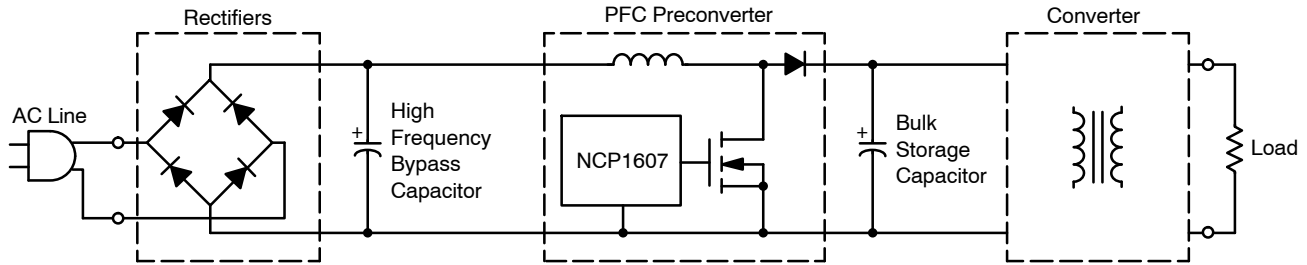 Rectifiers
PFC Preconverter
Converter
AC Line
+
High
Frequency
Bypass
Capacitor
NCP1607
+
Bulk
Storage
Capacitor
Load